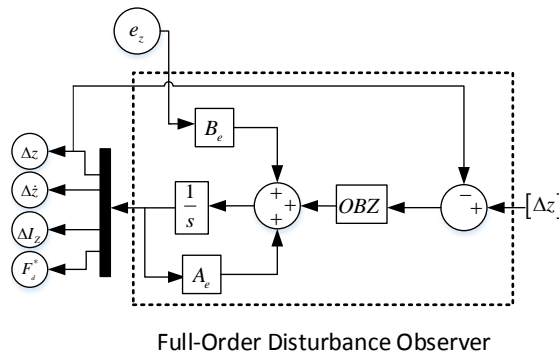 e_z
B_e
Δz
Δż
ΔI_Z
F_d^*
1/s
+ + +
OBZ
− +
[Δz]
A_e
Full-Order Disturbance Observer